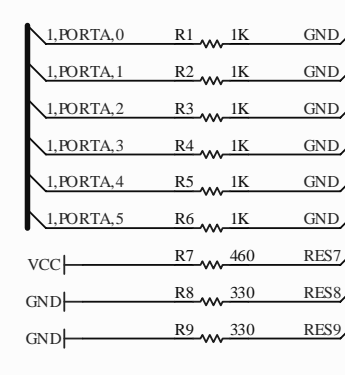 1,PORTA,0 R1 1K GND
1,PORTA,1 R2 1K GND
1,PORTA,2 R3 1K GND
1,PORTA,3 R4 1K GND
1,PORTA,4 R5 1K GND
1,PORTA,5 R6 1K GND
VCC R7 460 RES7
GND R8 330 RES8
GND R9 330 RES9